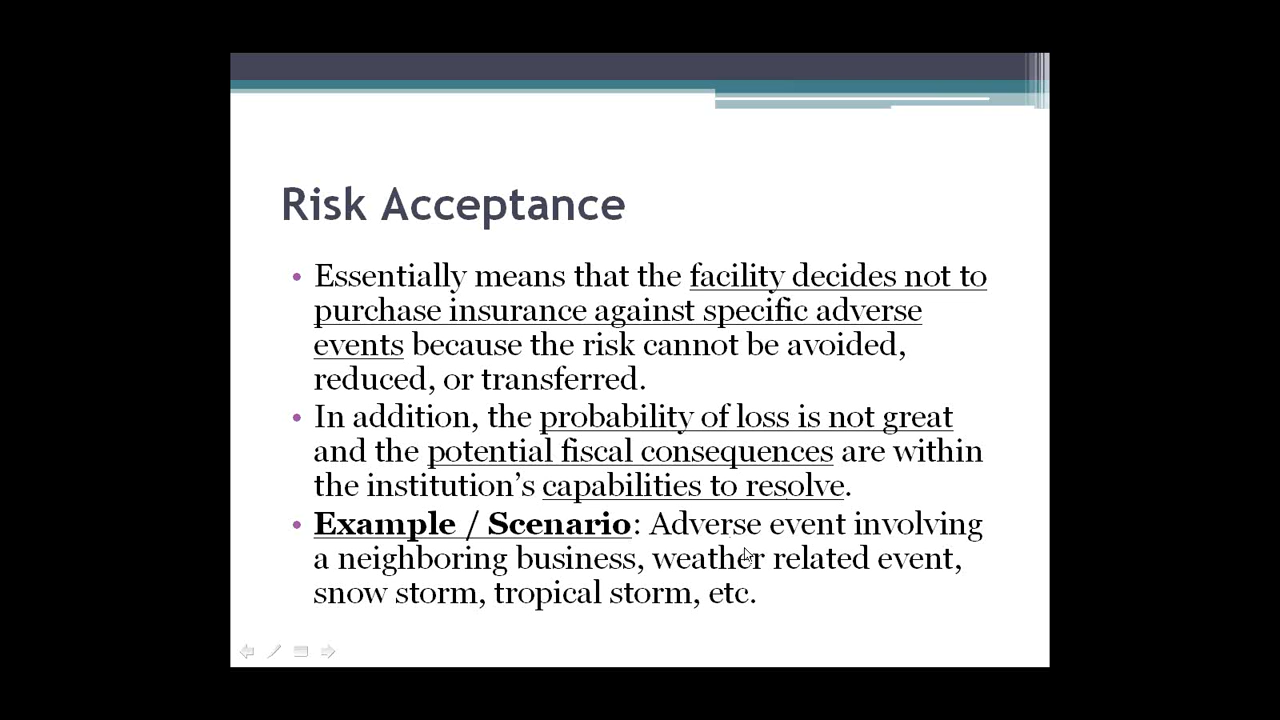 Risk Acceptance
• Essentially means that the facility decides not to
purchase insurance against specific adverse
events because the risk cannot be avoided,
reduced, or transferred.
• In addition, the probability of loss is not great
and the potential fiscal consequences are within
the institution’s capabilities to resolve.
• Example / Scenario: Adverse event involving
a neighboring business, weather related event,
snow storm, tropical storm, etc.